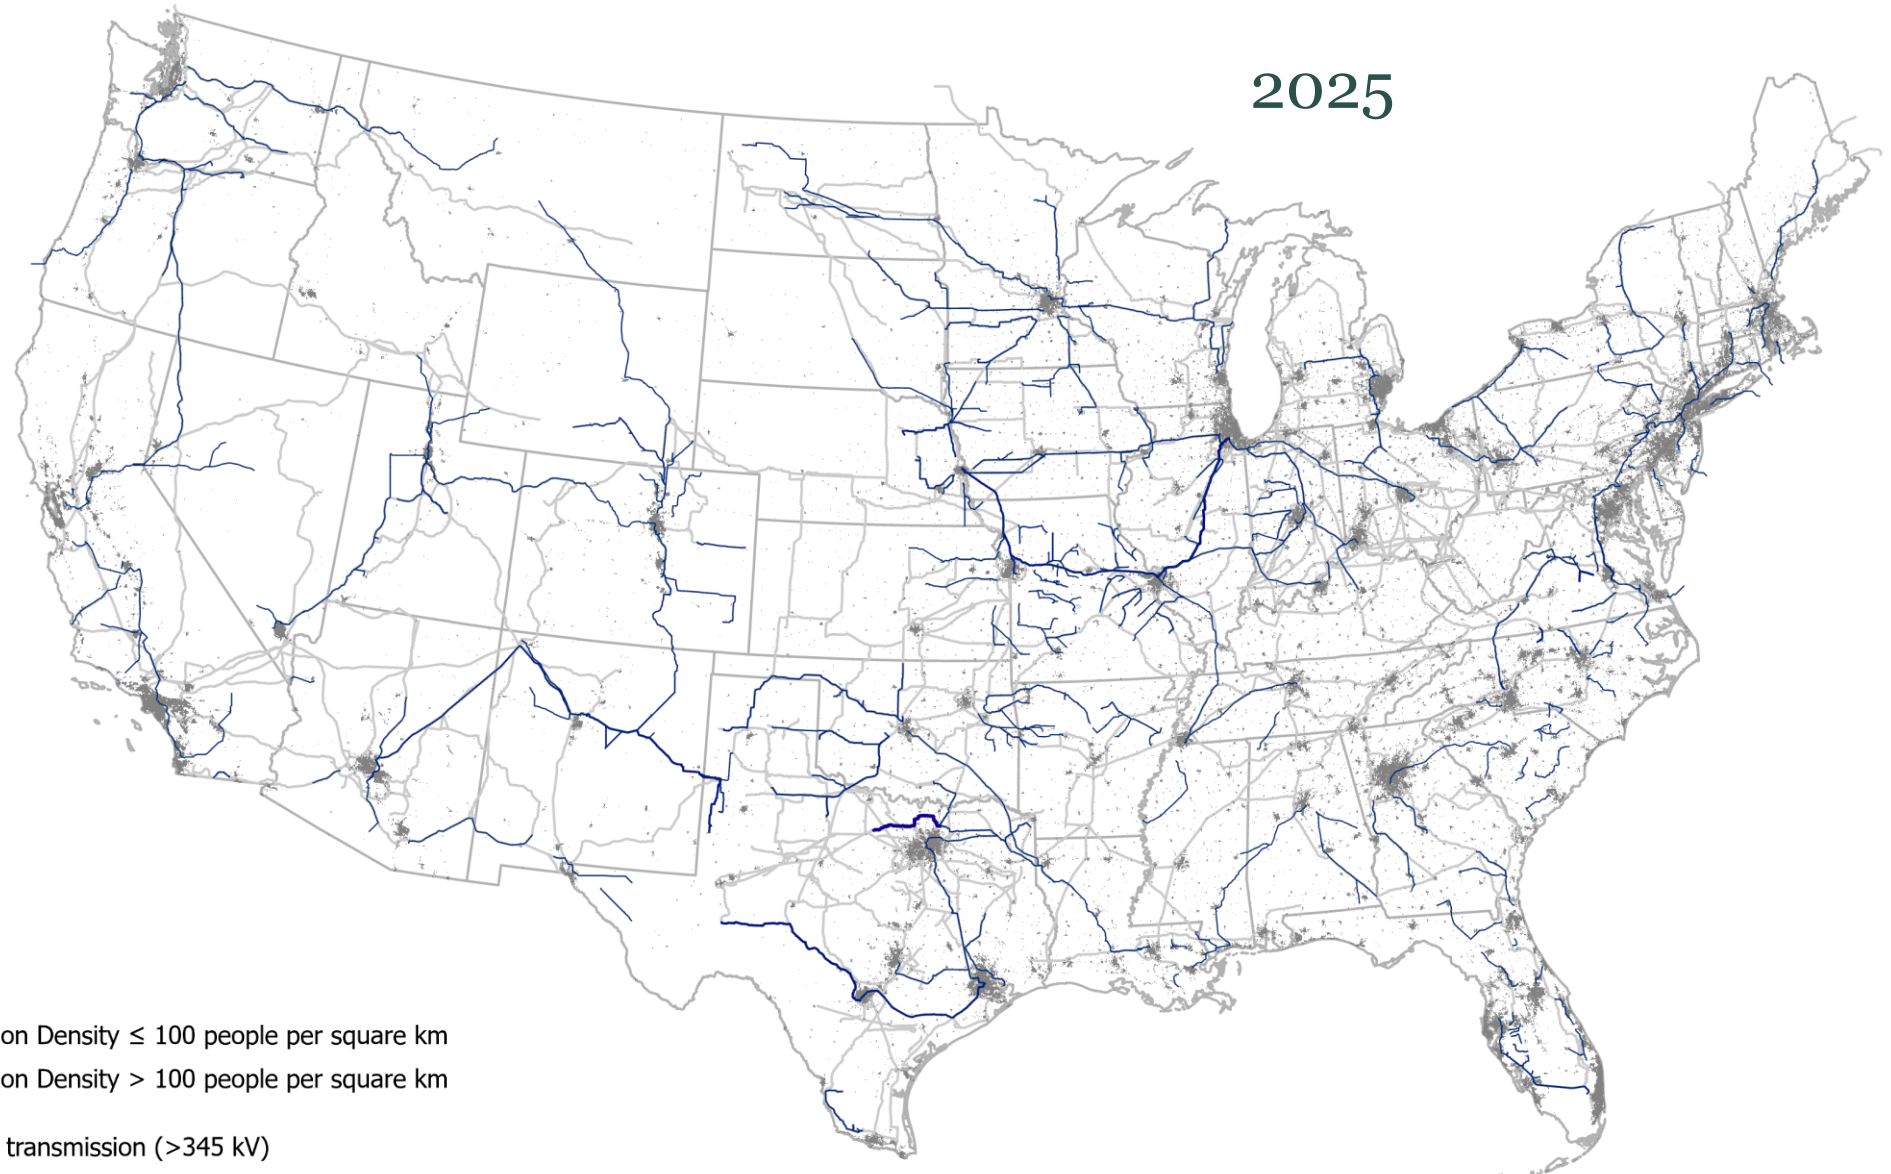 2025
on Density ≤ 100 people per square km
on Density > 100 people per square km
transmission (>345 kV)